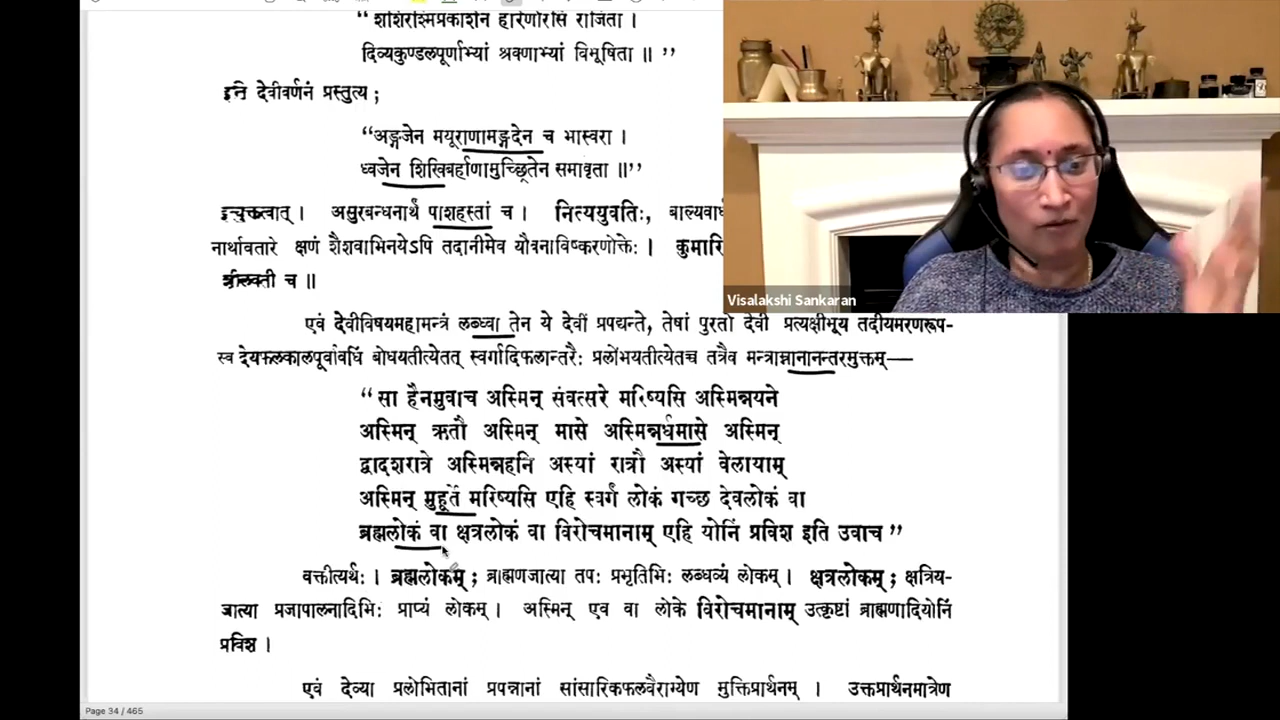 “ शशिरश्मिप्रकाशेन हारेणोरसि राजिता ।
दिव्यकुण्डलपूर्णाभ्यां श्रवणाभ्यां विभूषिता ॥ ”
इति देवीवर्णनं प्रस्तुत्य ;
“अङ्गजेन मयूराणामङ्गदेन च भास्वरा ।
ध्वजेन शिखिबर्हाणामुच्छ्रितेन समावृता ॥”
इत्युक्तत्वात् । असुरबन्धनार्थं पाशहस्तां च । नित्ययुवतिः,
नार्थावतारे क्षणं शैशवाभिनयेऽपि तदानीमेव यौवनाविष्करणोक्तेः ।
च ॥
Visalakshi Sankaran
एवं देवीविषयमहामन्त्रं लब्ध्वा तेन ये देवीं प्रपद्यन्ते, तेषां पुरतो देवी प्रत्यक्षीभूय तदीयमरणरूप-
स्व देयफलकालपूर्वावधिं बोधयतीत्येतत् स्वर्गादिफलान्तरैः प्रलोभयतीत्येतच्च तत्रैव मन्त्राम्नानानन्तरमुक्तम्—
“ सा हैनमुवाच अस्मिन् संवत्सरे मरिष्यसि अस्मिन्नयने
अस्मिन् ऋतौ अस्मिन् मासे अस्मिन्नर्धमासे अस्मिन्
द्वादशरात्रे अस्मिन्नहनि अस्यां रात्रौ अस्यां वेलायाम्
अस्मिन् मुहूर्ते मरिष्यसि एहि स्वर्गं लोकं गच्छ देवलोकं वा
ब्रह्मलोकं वा क्षत्रलोकं वा विरोचमानाम् एहि योनिं प्रविश इति उवाच ”
वक्तीत्यर्थः । ब्रह्मलोकम् ; ब्राह्मणजात्या तपः प्रभृतिभिः लब्धव्यं लोकम् । क्षत्रलोकम् ; क्षत्रिय-
जात्या प्रजापालनादिभिः प्राप्यं लोकम् । अस्मिन् एव वा लोके विरोचमानाम् उत्कृष्टां ब्राह्मणादियोनिं
प्रविश ।
एवं देव्या प्रलोभितानां प्रपन्नानां सांसारिकफलवैराग्येण मुक्तिप्रार्थनम् । उक्तप्रार्थनमात्रेण
Page 34 / 465